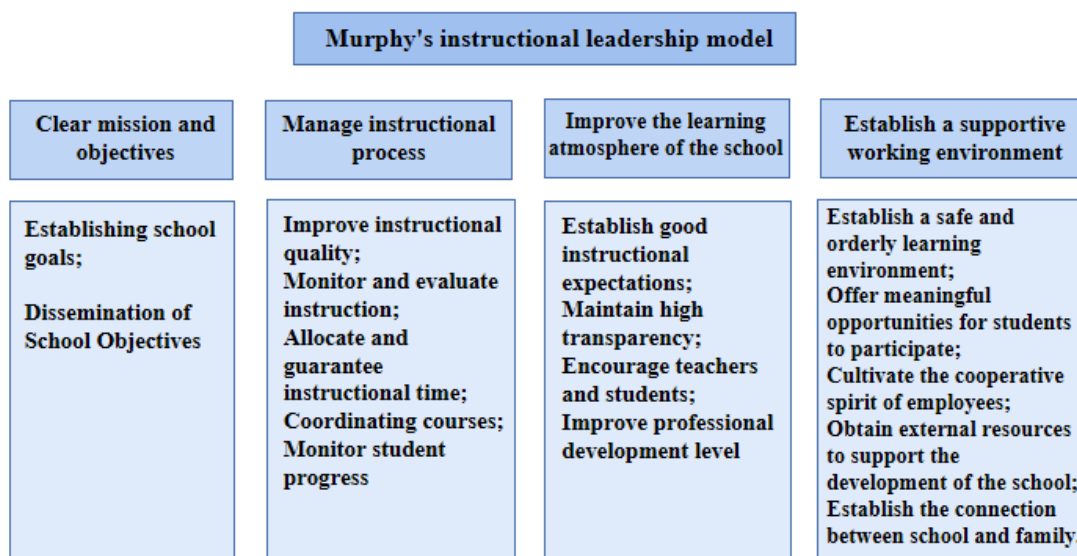 Murphy's instructional leadership model
Clear mission and
objectives
Manage instructional
process
Improve the learning
atmosphere of the school
Establish a supportive
working environment
Establishing school
goals;
Dissemination of
School Objectives
Improve instructional
quality;
Monitor and evaluate
instruction;
Allocate and
guarantee
instructional time;
Coordinating courses;
Monitor student
progress
Establish good
instructional
expectations;
Maintain high
transparency;
Encourage teachers
and students;
Improve professional
development level
Establish a safe and
orderly learning
environment;
Offer meaningful
opportunities for students
to participate;
Cultivate the cooperative
spirit of employees;
Obtain external resources
to support the
development of the school;
Establish the connection
between school and family.